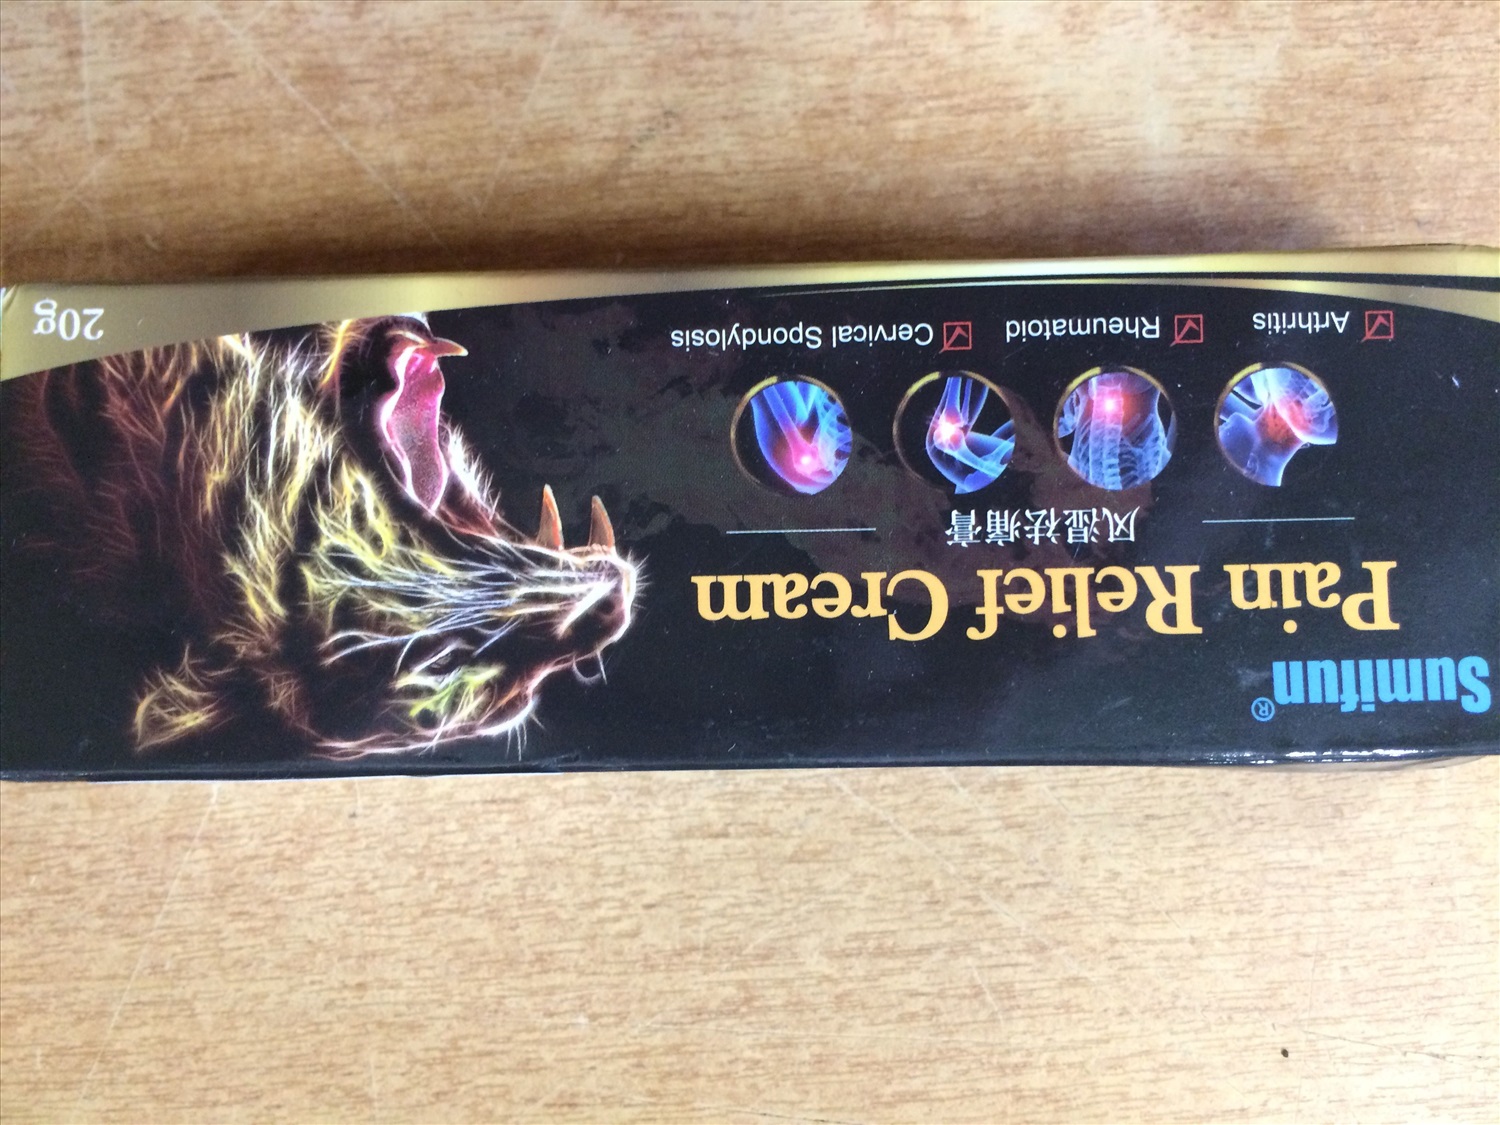 Sumifun®
Pain Relief Cream
风湿祛痛膏
Arthritis Rheumatoid Cervical Spondylosis
20g